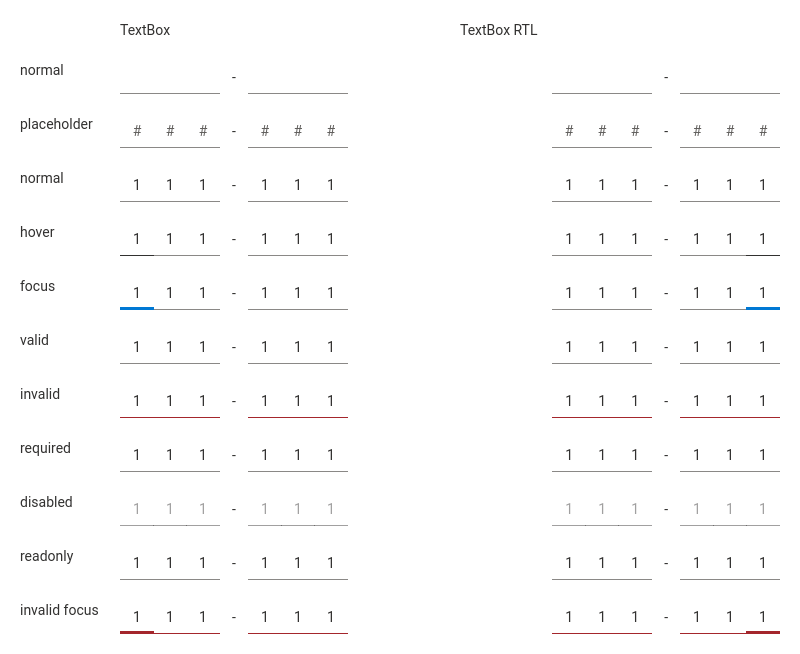 TextBox TextBox RTL
normal - -
placeholder # # # - # # # # # # - # # #
normal 1 1 1 - 1 1 1 1 1 1 - 1 1 1
hover 1 1 1 - 1 1 1 1 1 1 - 1 1 1
focus 1 1 1 - 1 1 1 1 1 1 - 1 1 1
valid 1 1 1 - 1 1 1 1 1 1 - 1 1 1
invalid 1 1 1 - 1 1 1 1 1 1 - 1 1 1
required 1 1 1 - 1 1 1 1 1 1 - 1 1 1
disabled 1 1 1 - 1 1 1 1 1 1 - 1 1 1
readonly 1 1 1 - 1 1 1 1 1 1 - 1 1 1
invalid focus 1 1 1 - 1 1 1 1 1 1 - 1 1 1